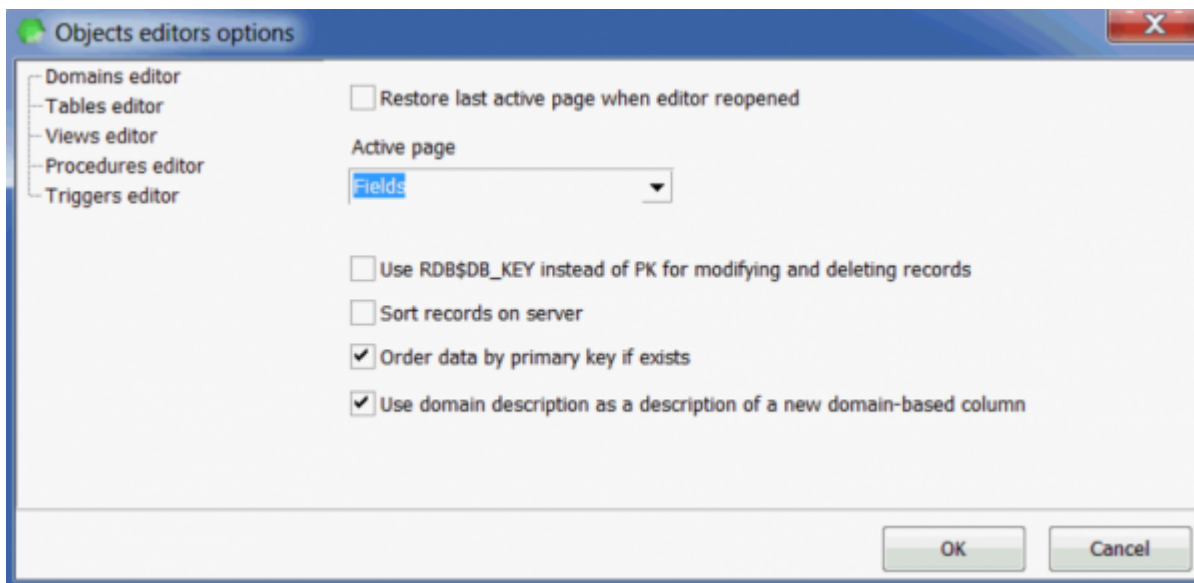 Objects editors options
Domains editor
Tables editor
Views editor
Procedures editor
Triggers editor
Restore last active page when editor reopened
Active page
Fields
Use RDB$DB_KEY instead of PK for modifying and deleting records
Sort records on server
Order data by primary key if exists
Use domain description as a description of a new domain-based column
OK
Cancel